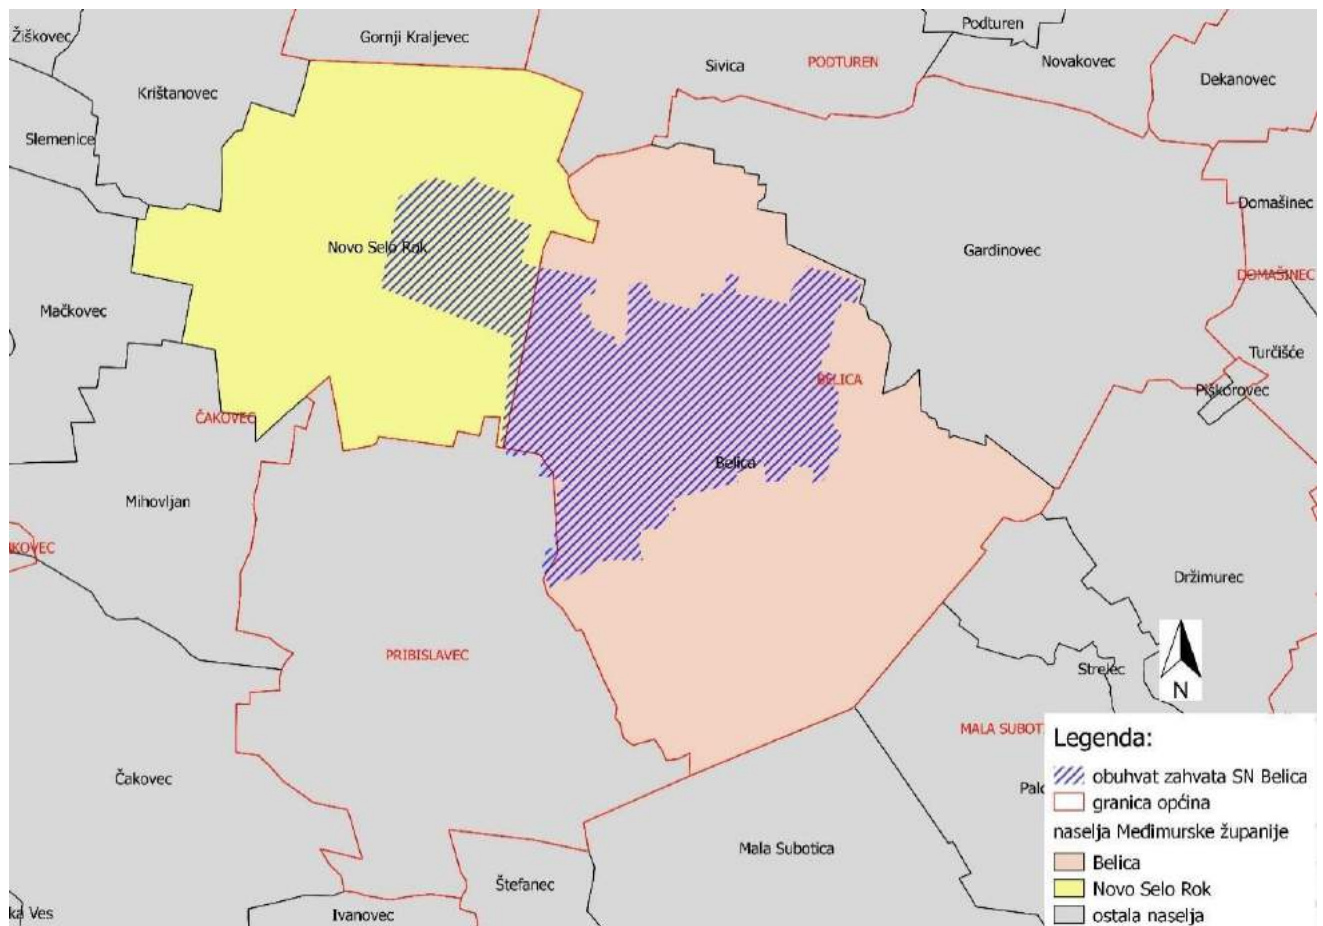 Podturen
Žiškovec
Gornji Kraljevec
Sivica
PODTUREN
Novakovec
Dekanovec
Krištanovec
Slemenice
Domašinec
Novo Selo Rok
Gardinovec
DOMAŠINEC
Mačkovec
Turčišće
BELICA
Piškorovec
ČAKOVEC
Belica
Mihovljan
KOVEC
Držimurec
PRIBISLAVEC
Strelec
N
MALA SUBOT
Legenda:
obuhvat zahvata SN Belica
Čakovec
Palo
granica općina
naselja Međimurske županije
Mala Subotica
Belica
Štefanec
Novo Selo Rok
ka Ves
Ivanovec
ostala naselja